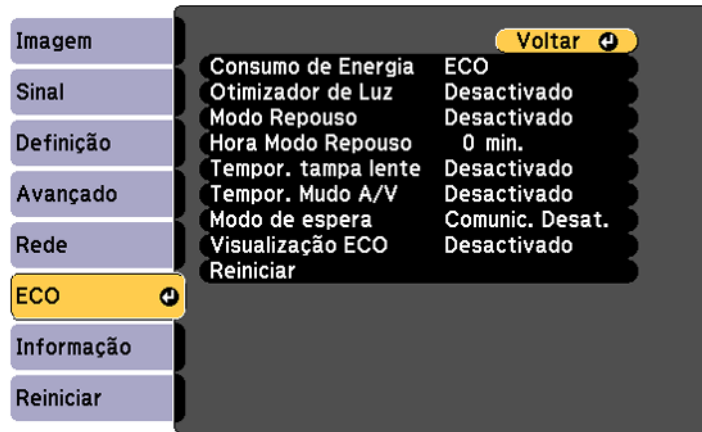 Imagem
Sinal
Definição
Avançado
Rede
ECO
Informação
Reiniciar
Voltar
Consumo de Energia ECO
Otimizador de Luz Desactivado
Modo Repouso Desactivado
Hora Modo Repouso 0 min.
Tempor. tampa lente Desactivado
Tempor. Mudo A/V Desactivado
Modo de espera Comunic. Desat.
Visualização ECO Desactivado
Reiniciar